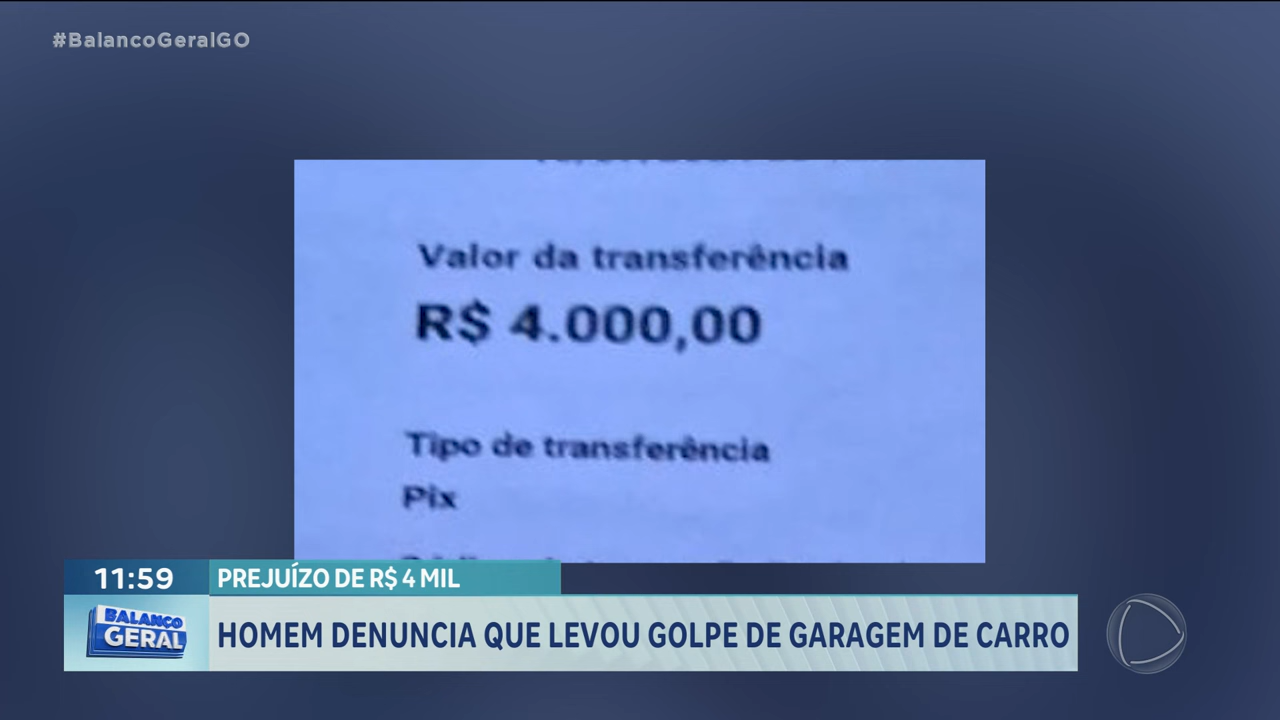 #BalancoGeralGO
Valor da transferência
R$ 4.000,00
Tipo de transferência
Pix
11:59
PREJUÍZO DE R$ 4 MIL
BALANÇO
GERAL
HOMEM DENUNCIA QUE LEVOU GOLPE DE GARAGEM DE CARRO